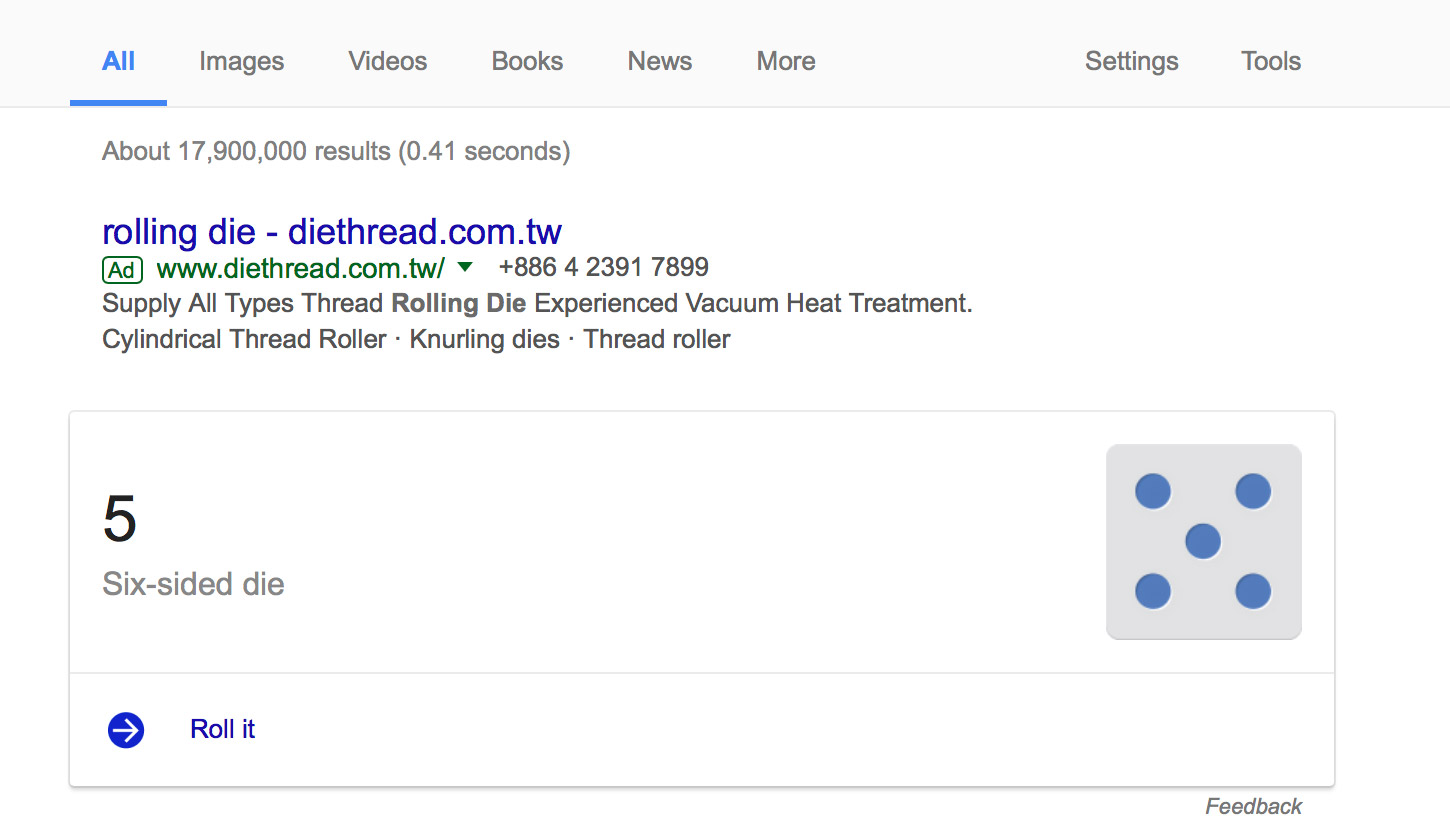 All Images Videos Books News More Settings Tools
About 17,900,000 results (0.41 seconds)
rolling die - diethread.com.tw
Ad www.diethread.com.tw/ +886 4 2391 7899
Supply All Types Thread Rolling Die Experienced Vacuum Heat Treatment.
Cylindrical Thread Roller · Knurling dies · Thread roller
5
Six-sided die
Roll it
Feedback